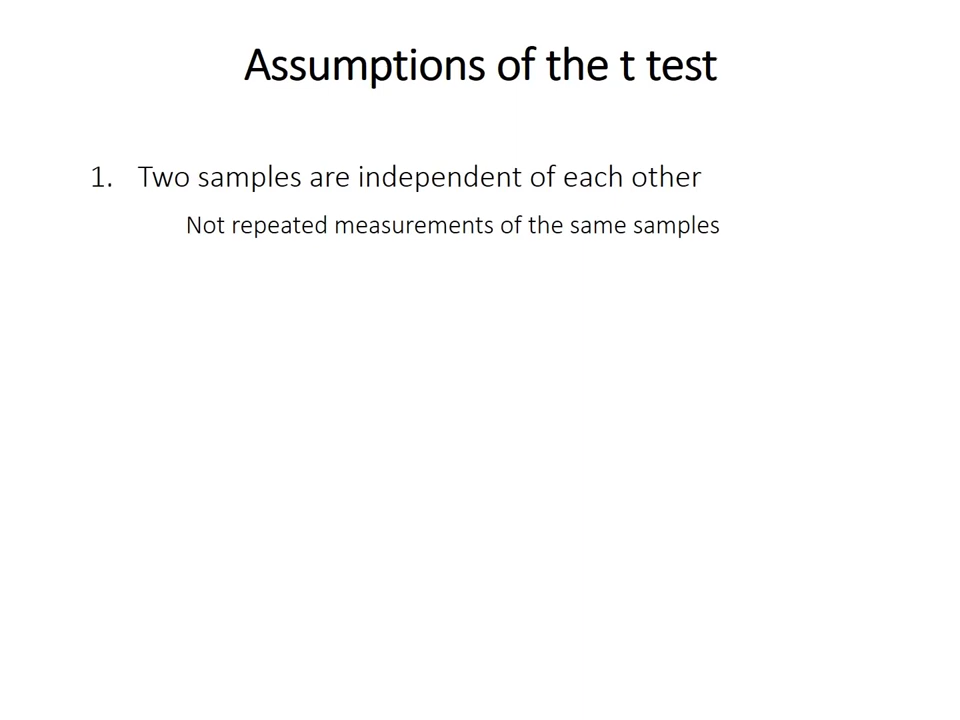 Assumptions of the t test
1. Two samples are independent of each other
Not repeated measurements of the same samples